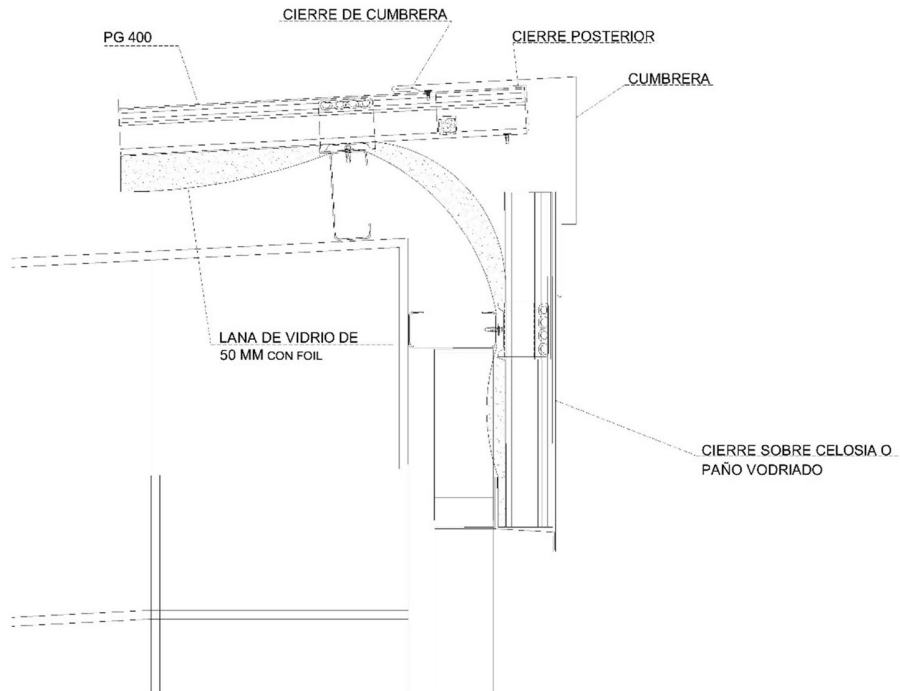 CIERRE DE CUMBRERA
PG 400
CIERRE POSTERIOR
CUMBRERA
LANA DE VIDRIO DE
50 MM CON FOIL
CIERRE SOBRE CELOSIA O
PAÑO VODRIADO